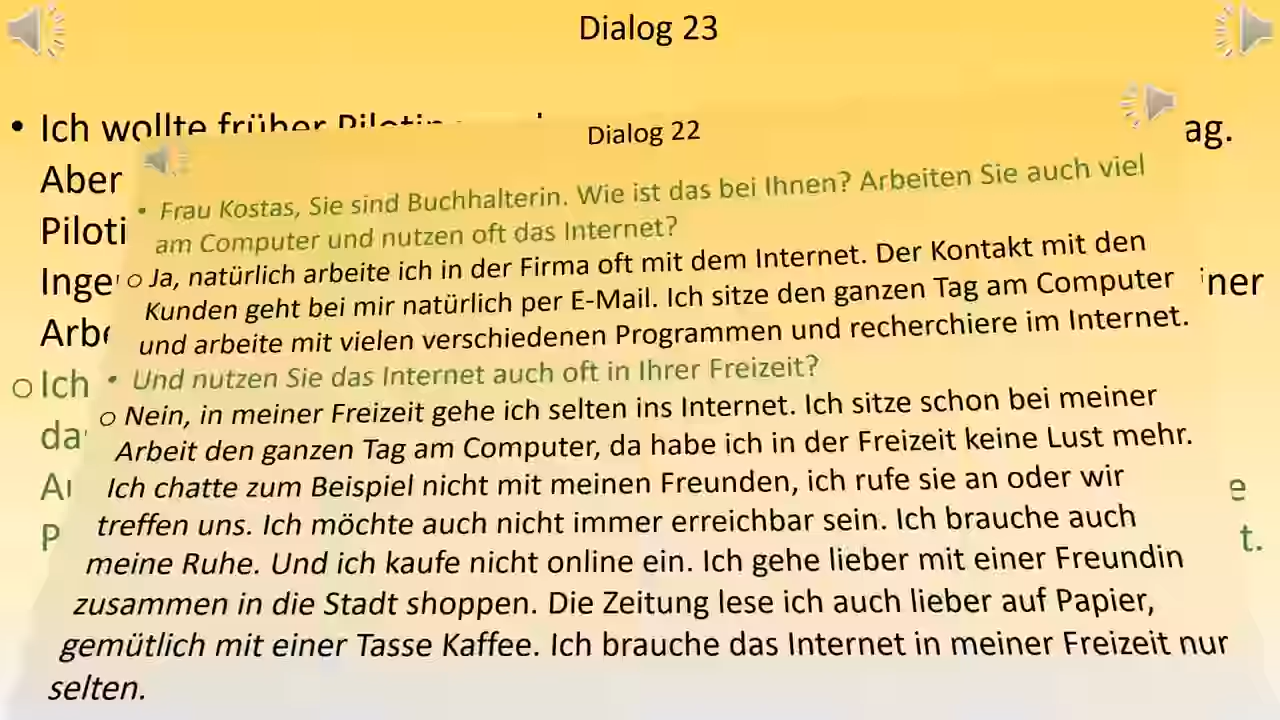 Dialog 23
• Ich wollte früher
ag.
Aber
Dialog 22
• Frau Kostas, Sie sind Buchhalterin. Wie ist das bei Ihnen? Arbeiten Sie auch viel
am Computer und nutzen oft das Internet?
○ Ja, natürlich arbeite ich in der Firma oft mit dem Internet. Der Kontakt mit den
Kunden geht bei mir natürlich per E-Mail. Ich sitze den ganzen Tag am Computer
und arbeite mit vielen verschiedenen Programmen und recherchiere im Internet.
• Und nutzen Sie das Internet auch oft in Ihrer Freizeit?
○ Nein, in meiner Freizeit gehe ich selten ins Internet. Ich sitze schon bei meiner
Arbeit den ganzen Tag am Computer, da habe ich in der Freizeit keine Lust mehr.
Ich chatte zum Beispiel nicht mit meinen Freunden, ich rufe sie an oder wir
treffen uns. Ich möchte auch nicht immer erreichbar sein. Ich brauche auch
meine Ruhe. Und ich kaufe nicht online ein. Ich gehe lieber mit einer Freundin
zusammen in die Stadt shoppen. Die Zeitung lese ich auch lieber auf Papier,
gemütlich mit einer Tasse Kaffee. Ich brauche das Internet in meiner Freizeit nur
selten.
Piloti
Inge
ner
Arbe
○ Ich
da
e
P
t.